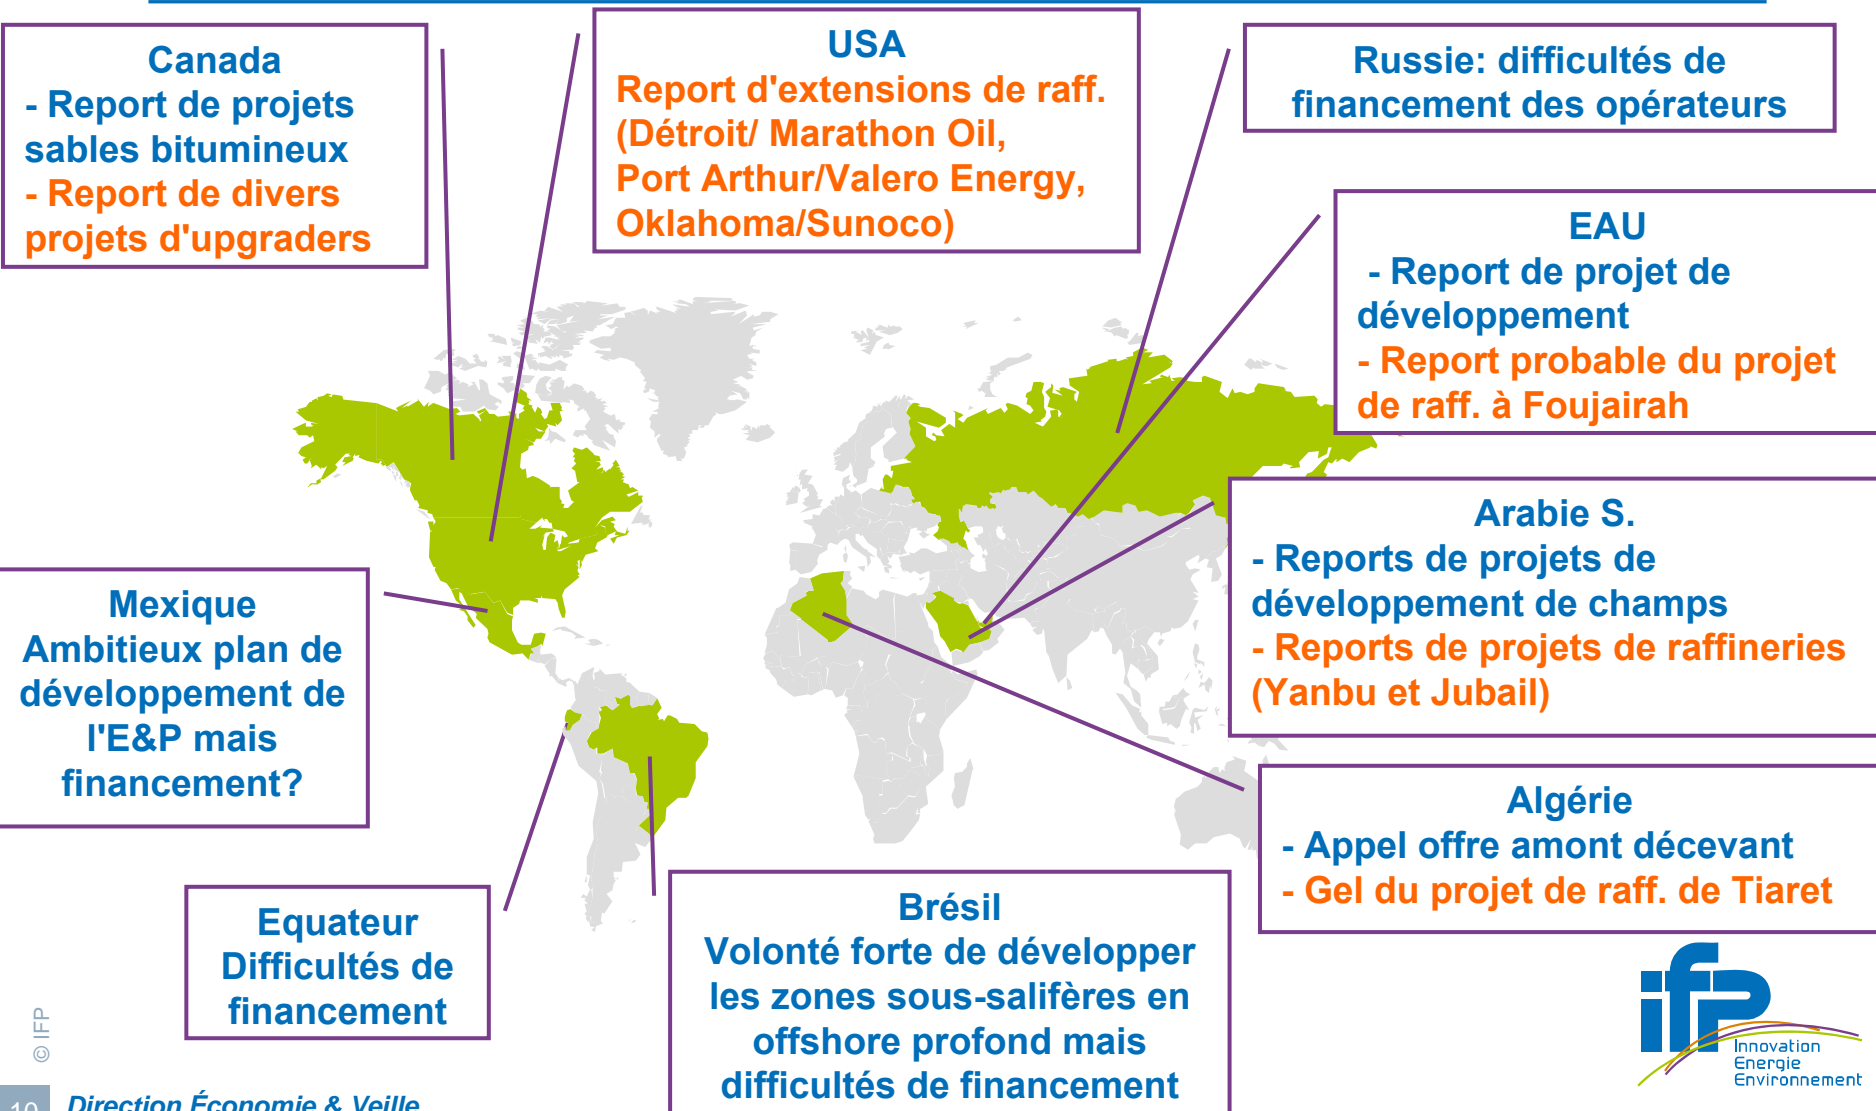 Canada
- Report de projets
sables bitumineux
- Report de divers
projets d'upgraders
USA
Report d'extensions de raff.
(Détroit/ Marathon Oil,
Port Arthur/Valero Energy,
Oklahoma/Sunoco)
Russie: difficultés de
financement des opérateurs
EAU
- Report de projet de
développement
- Report probable du projet
de raff. à Foujairah
Arabie S.
- Reports de projets de
développement de champs
- Reports de projets de raffineries
(Yanbu et Jubail)
Mexique
Ambitieux plan de
développement de
l'E&P mais
financement?
Algérie
- Appel offre amont décevant
- Gel du projet de raff. de Tiaret
Equateur
Difficultés de
financement
Brésil
Volonté forte de développer
les zones sous-salifères en
offshore profond mais
difficultés de financement
ifp
Innovation
Energie
Environnement
© IFP
Direction Économie & Veille